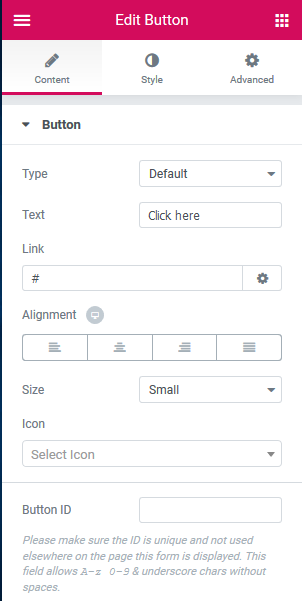 Edit Button
Content
Style
Advanced
Button
Type
Default
Text
Click here
Link
#
Alignment
Size
Small
Icon
Select Icon
Button ID
Please make sure the ID is unique and not used
elsewhere on the page this form is displayed. This
field allows A-z 0-9 & underscore chars without
spaces.